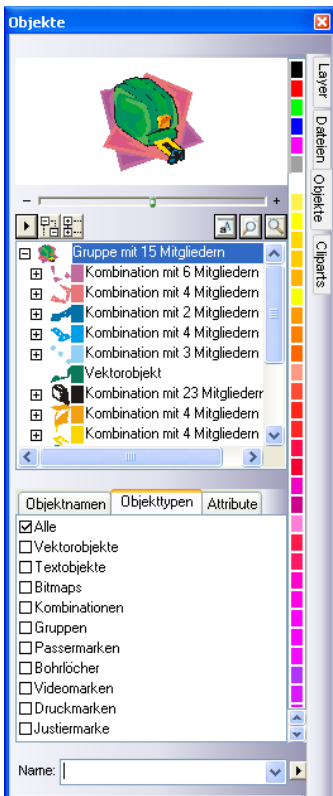 Objekte
Layer
Dateien
Objekte
Cliparts
Gruppe mit 15 Mitgliedern
Kombination mit 6 Mitgliedern
Kombination mit 4 Mitgliedern
Kombination mit 2 Mitgliedern
Kombination mit 4 Mitgliedern
Kombination mit 3 Mitgliedern
Vektorobjekt
Kombination mit 23 Mitgliedern
Kombination mit 4 Mitgliedern
Kombination mit 4 Mitgliedern
Objektnamen Objekttypen Attribute
Alle
Vektorobjekte
Textobjekte
Bitmaps
Kombinationen
Gruppen
Passermarken
Bohrlöcher
Videomarken
Druckmarken
Justiermarke
Name: